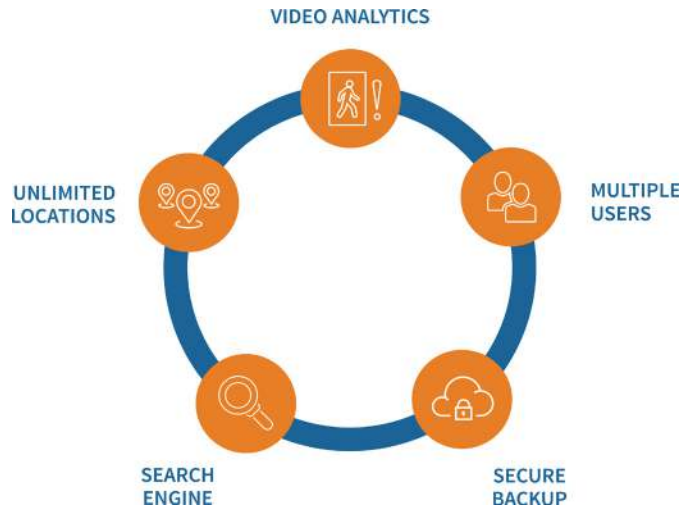 VIDEO ANALYTICS
UNLIMITED
LOCATIONS
MULTIPLE
USERS
SEARCH
ENGINE
SECURE
BACKUP